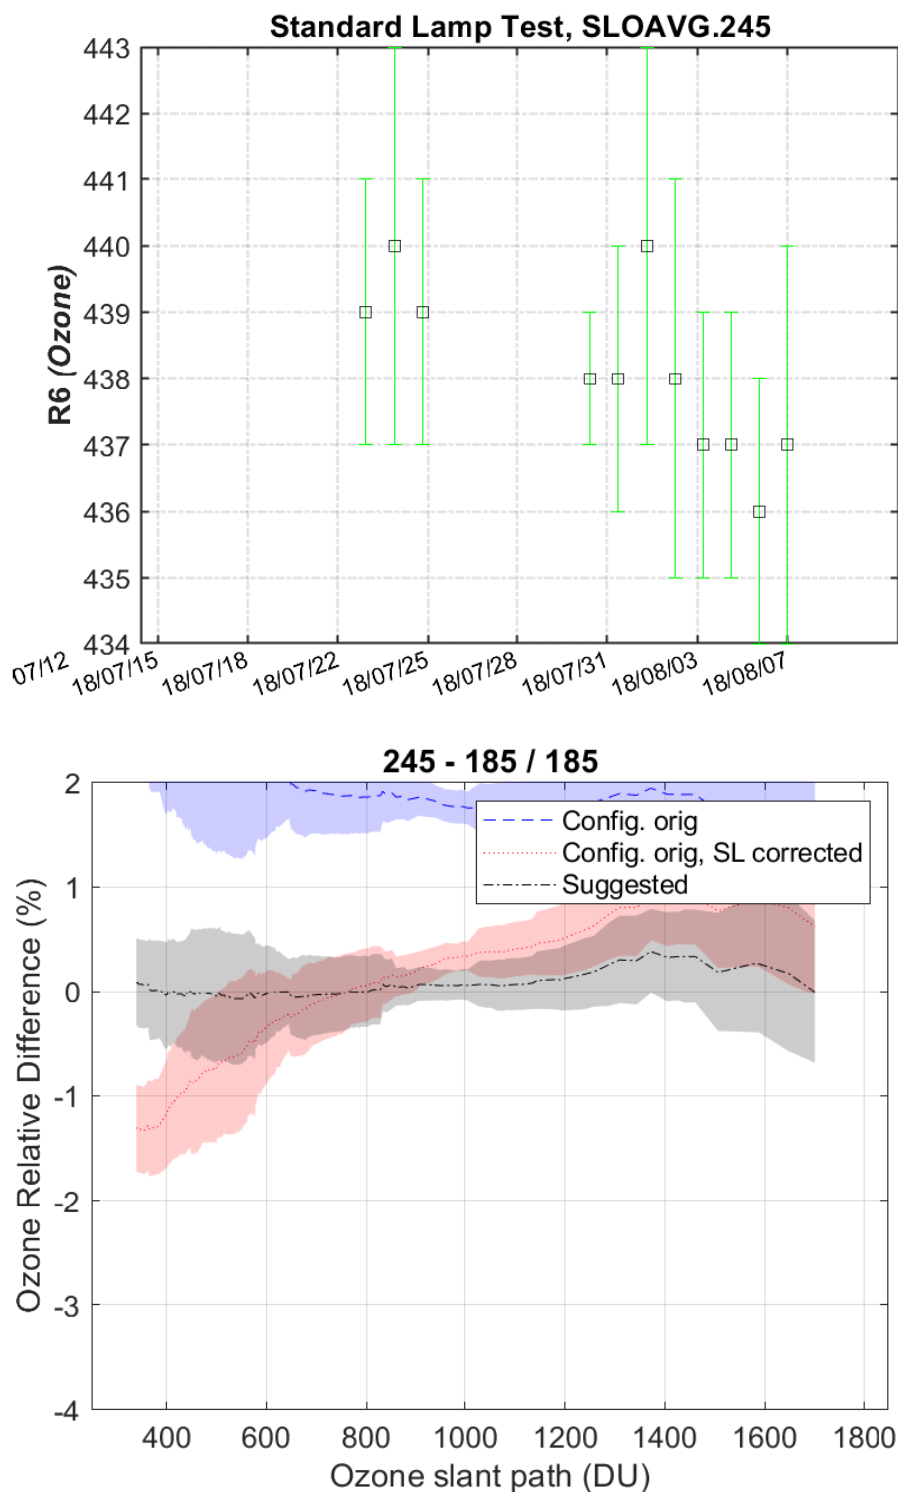 Standard Lamp Test, SLOAVG.245
443
442
441
440
439
438
437
436
435
434
R6 (Ozone)
07/12 18/07/15 18/07/18 18/07/22 18/07/25 18/07/28 18/07/31 18/08/03 18/08/07
245 - 185 / 185
2
1
0
-1
-2
-3
-4
Ozone Relative Difference (%)
Config. orig
Config. orig, SL corrected
Suggested
400 600 800 1000 1200 1400 1600 1800
Ozone slant path (DU)